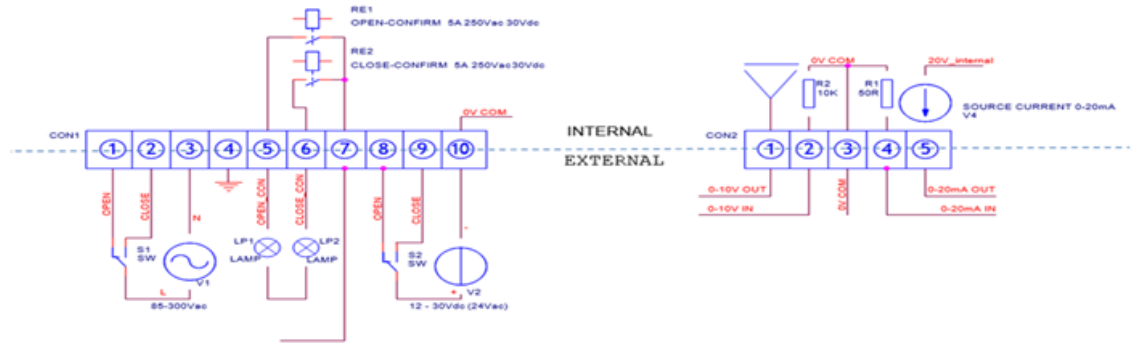 RE1
OPEN-CONFIRM 5A 250Vac 30Vdc
RE2
CLOSE-CONFIRM 5A 250Vac30Vdc
0V COM
CON1
-1 2 -3 4 -5 6 -7 8 -9 10
INTERNAL
EXTERNAL
OPEN
CLOSE
N
OPEN_CON
CLOSE_CON
OPEN
CLOSE
-
S1
SW
V1
L
85-300Vac
LP1
LAMP
LP2
LAMP
S2
SW
V2
+
12 - 30Vdc (24Vac)
0V COM
20V_internal
R2
10K
R1
50R
SOURCE CURRENT 0-20mA
V4
CON2
1 2 3 -4 5
0-10V OUT
0-10V IN
0V COM
0-20mA OUT
0-20mA IN